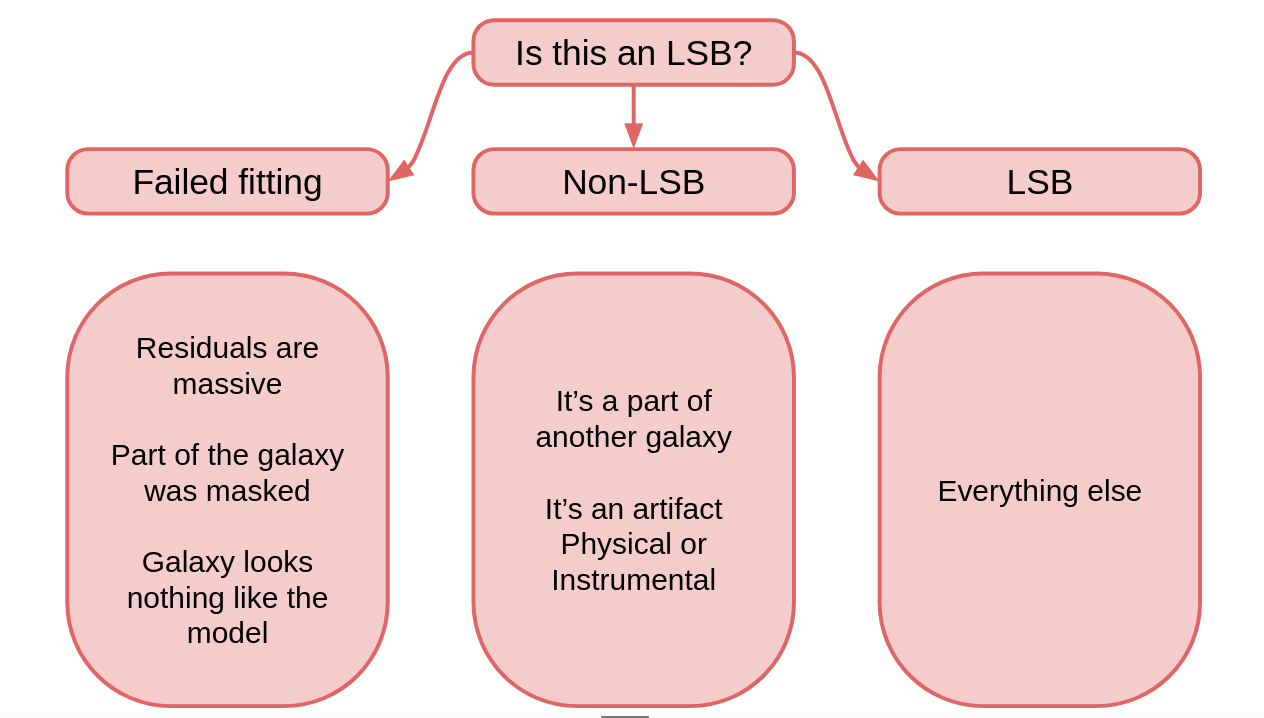 Is this an LSB?
Failed fitting
Non-LSB
LSB
Residuals are
massive
Part of the galaxy
was masked
Galaxy looks
nothing like the
model
It’s a part of
another galaxy
It’s an artifact
Physical or
Instrumental
Everything else